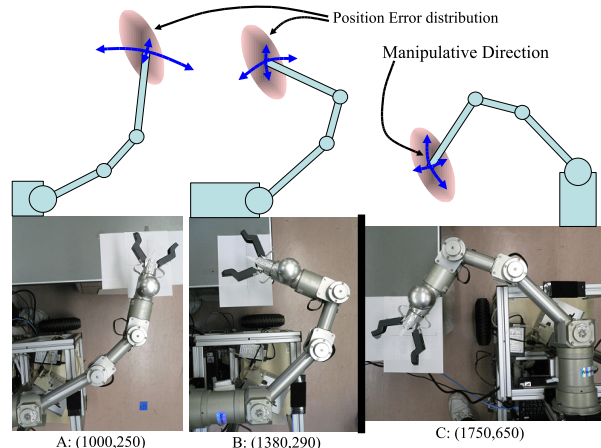 Position Error distribution
Manipulative Direction
A: (1000,250)
B: (1380,290)
C: (1750,650)